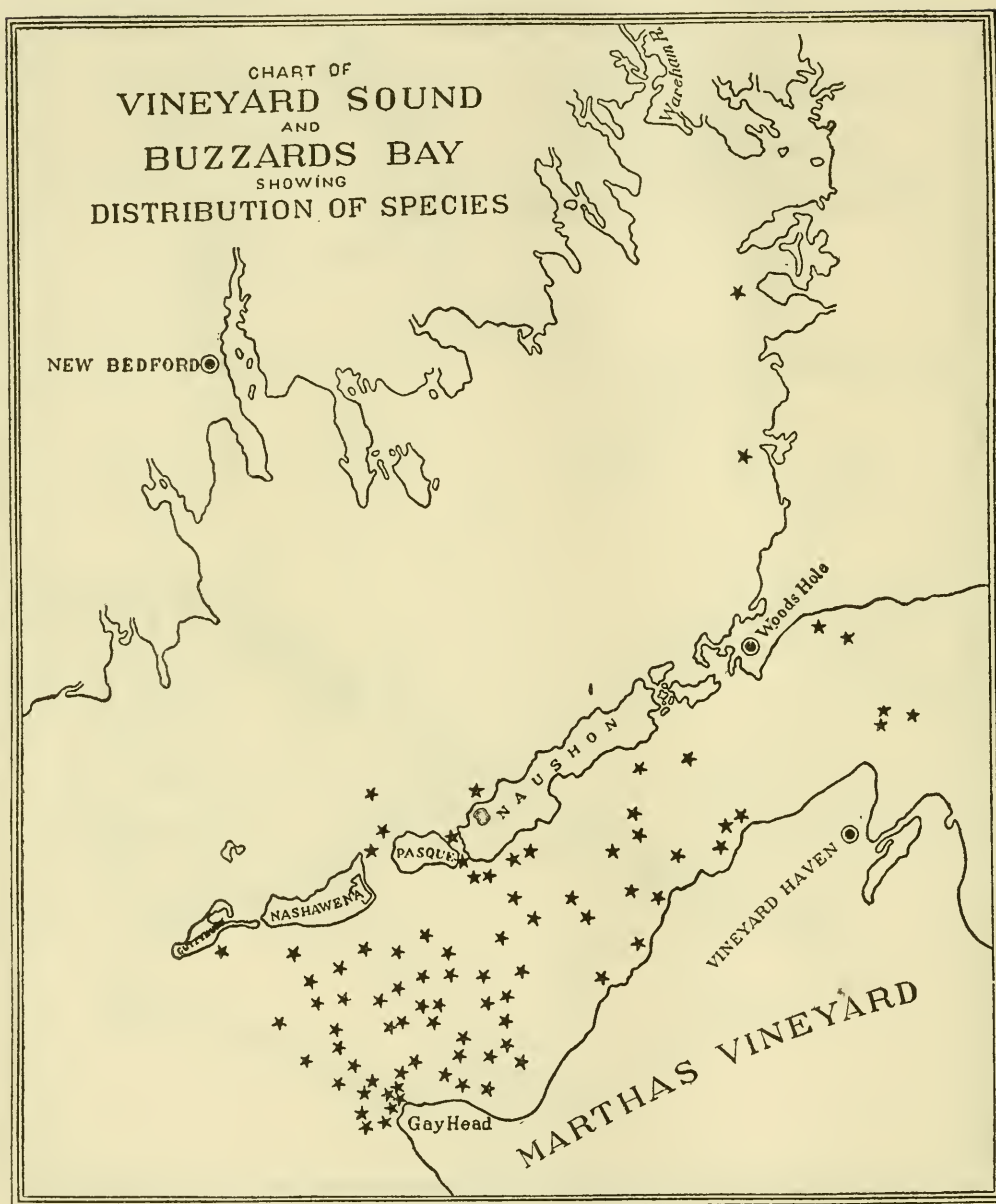 CHART OF
VINEYARD SOUND
AND
BUZZARDS BAY
SHOWING
DISTRIBUTION OF SPECIES
Wareham R.
NEW BEDFORD
Woods Hole
NAUSHON
PASQUE
NASHAWENA
CUTTYHUNK
VINEYARD HAVEN
MARTHAS VINEYARD
Gay Head